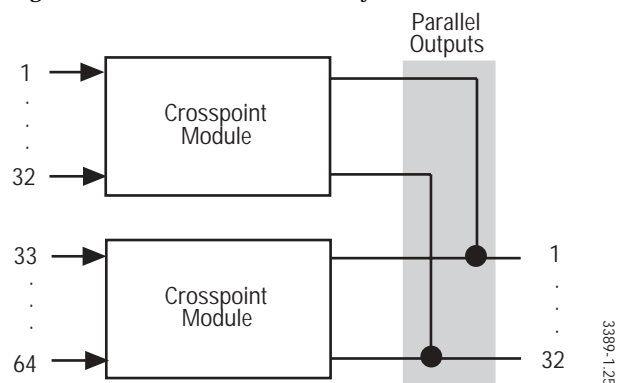 Parallel
Outputs
1
.
.
.
32
Crosspoint
Module
33
.
.
.
64
Crosspoint
Module
1
.
.
.
32
3389-1.25